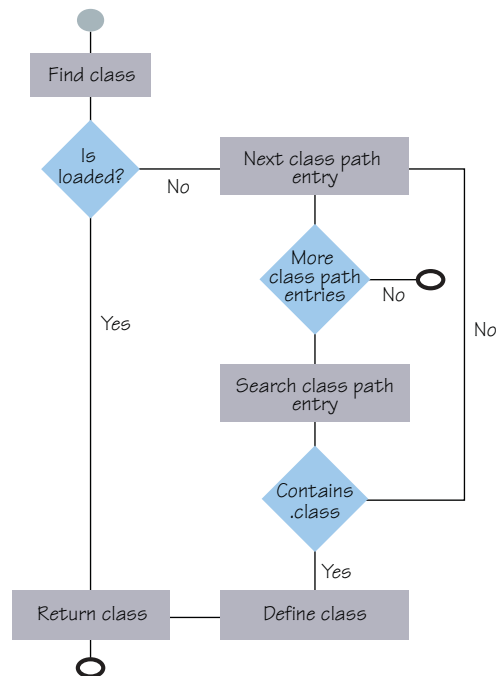 Find class
Is
loaded?
No
Next class path
entry
More
class path
entries
No
Yes
No
Search class path
entry
Contains
.class
Yes
Return class
Define class